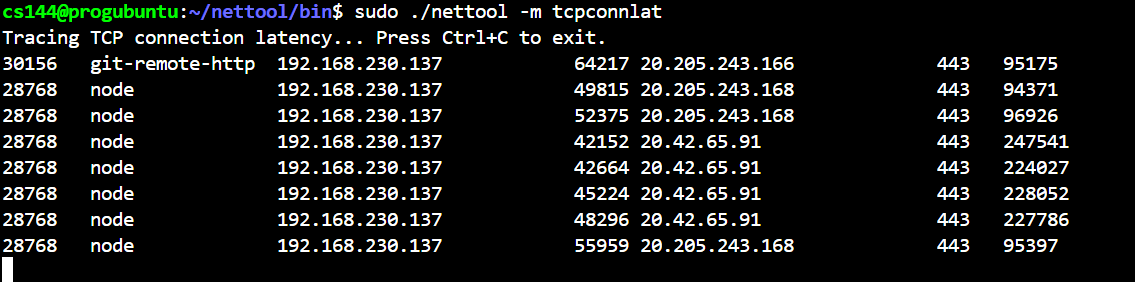 cs144@progubuntu:~/nettool/bin$ sudo ./nettool -m tcpconnlat
Tracing TCP connection latency... Press Ctrl+C to exit.
30156 git-remote-http 192.168.230.137 64217 20.205.243.166 443 95175
28768 node 192.168.230.137 49815 20.205.243.168 443 94371
28768 node 192.168.230.137 52375 20.205.243.168 443 96926
28768 node 192.168.230.137 42152 20.42.65.91 443 247541
28768 node 192.168.230.137 42664 20.42.65.91 443 224027
28768 node 192.168.230.137 45224 20.42.65.91 443 228052
28768 node 192.168.230.137 48296 20.42.65.91 443 227786
28768 node 192.168.230.137 55959 20.205.243.168 443 95397